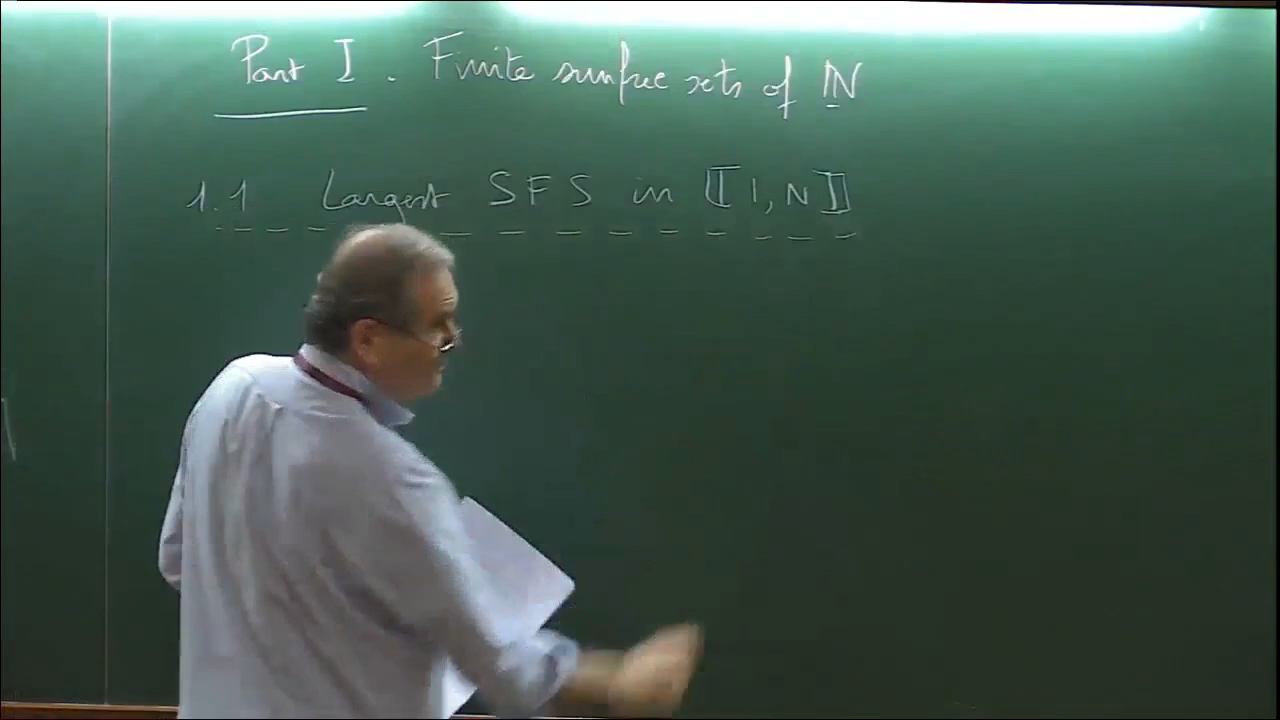 Part I. Finite sumfree sets of ℕ
1.1 Largest SFS in ⟦1,N⟧